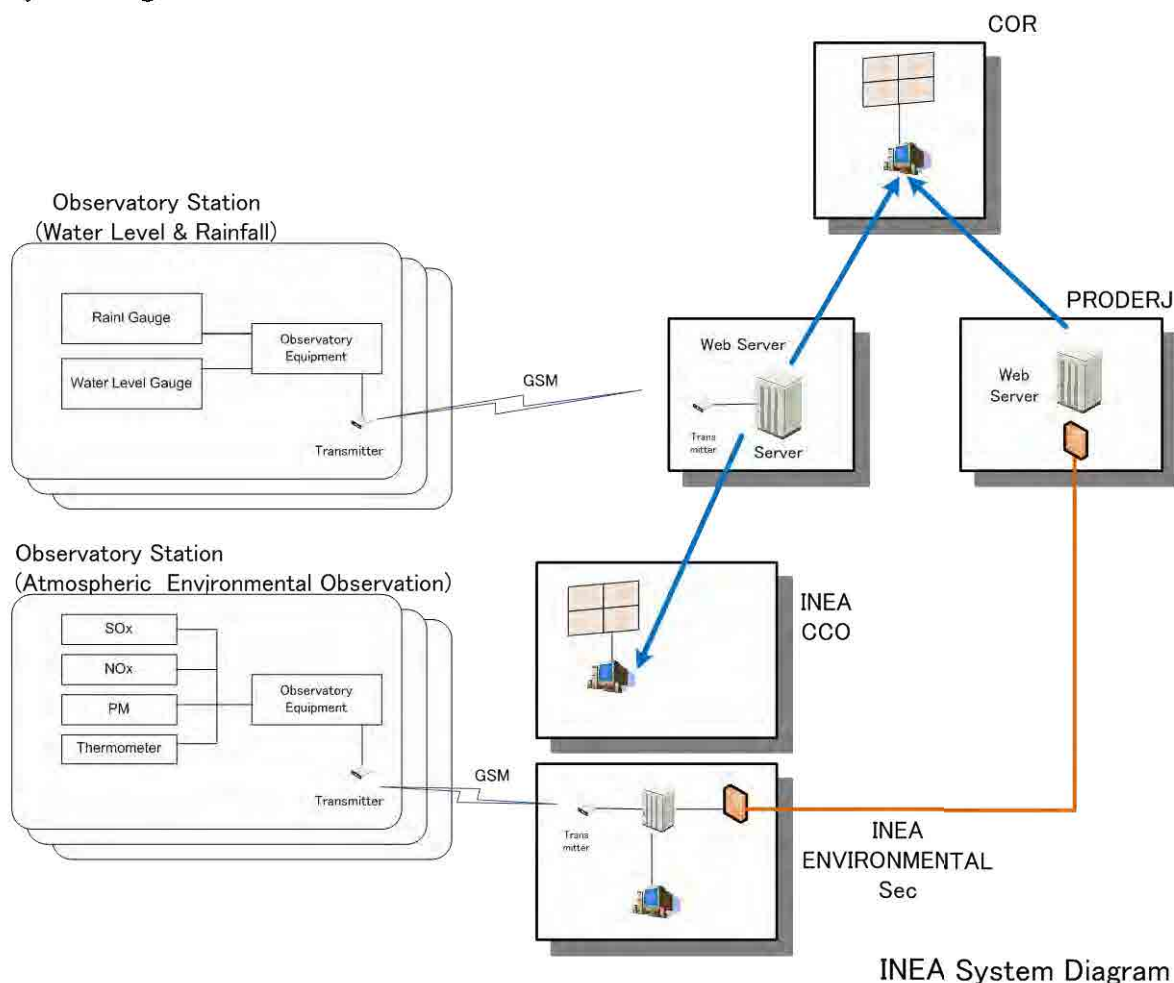 COR
Observatory Station
(Water Level & Rainfall)
Rainl Gauge
Water Level Gauge
Observatory
Equipment
Transmitter
GSM
Web Server
Trans
mitter
Server
PRODERJ
Web
Server
Observatory Station
(Atmospheric Environmental Observation)
SOx
NOx
PM
Thermometer
Observatory
Equipment
Transmitter
GSM
INEA
CCO
Trans
mitter
INEA
ENVIRONMENTAL
Sec
INEA System Diagram